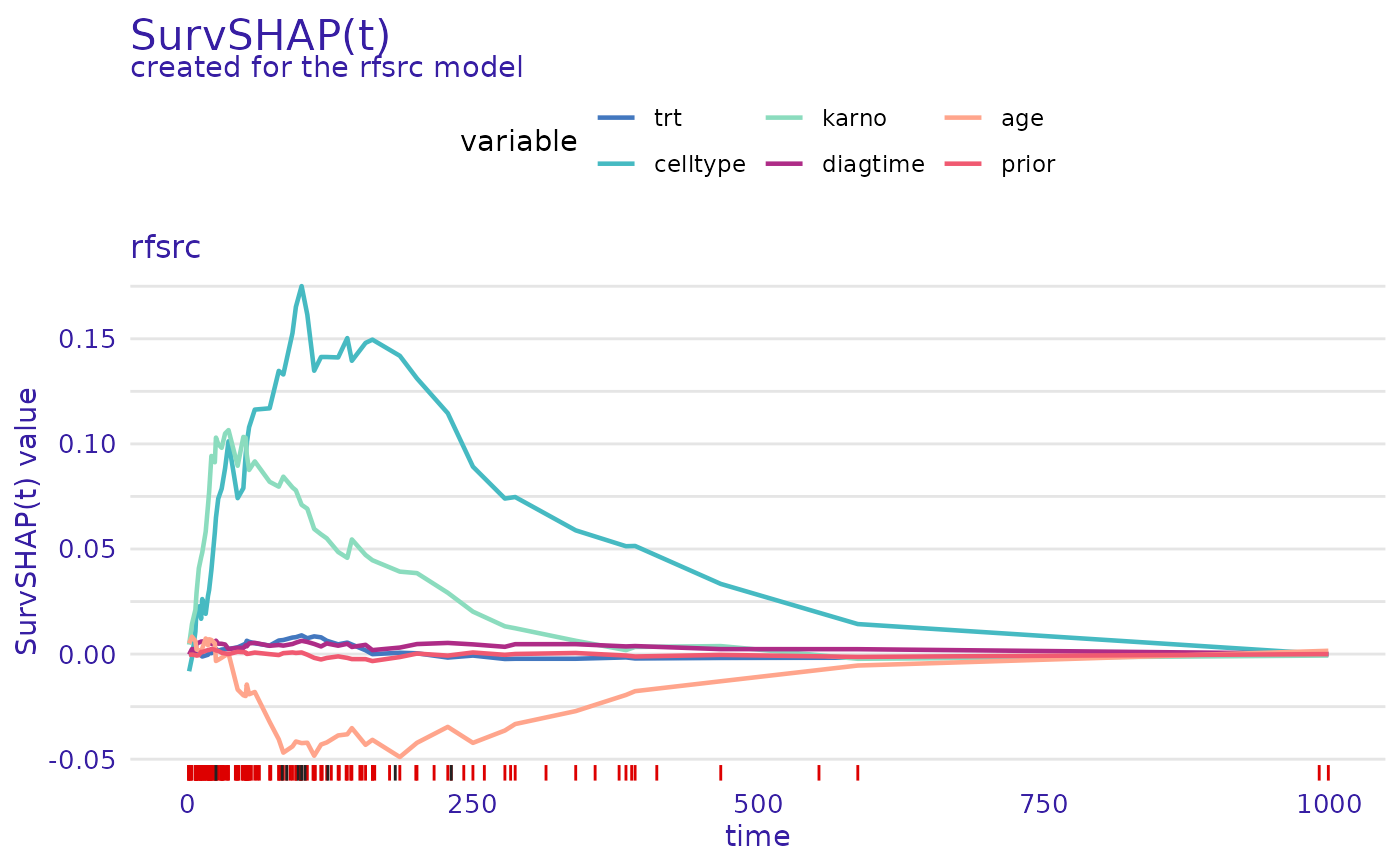 SurvSHAP(t)
created for the rfsrc model
variable
trt
karno
age
celltype
diagtime
prior
rfsrc
SurvSHAP(t) value
0.15
0.10
0.05
0.00
-0.05
0
250
500
750
1000
time